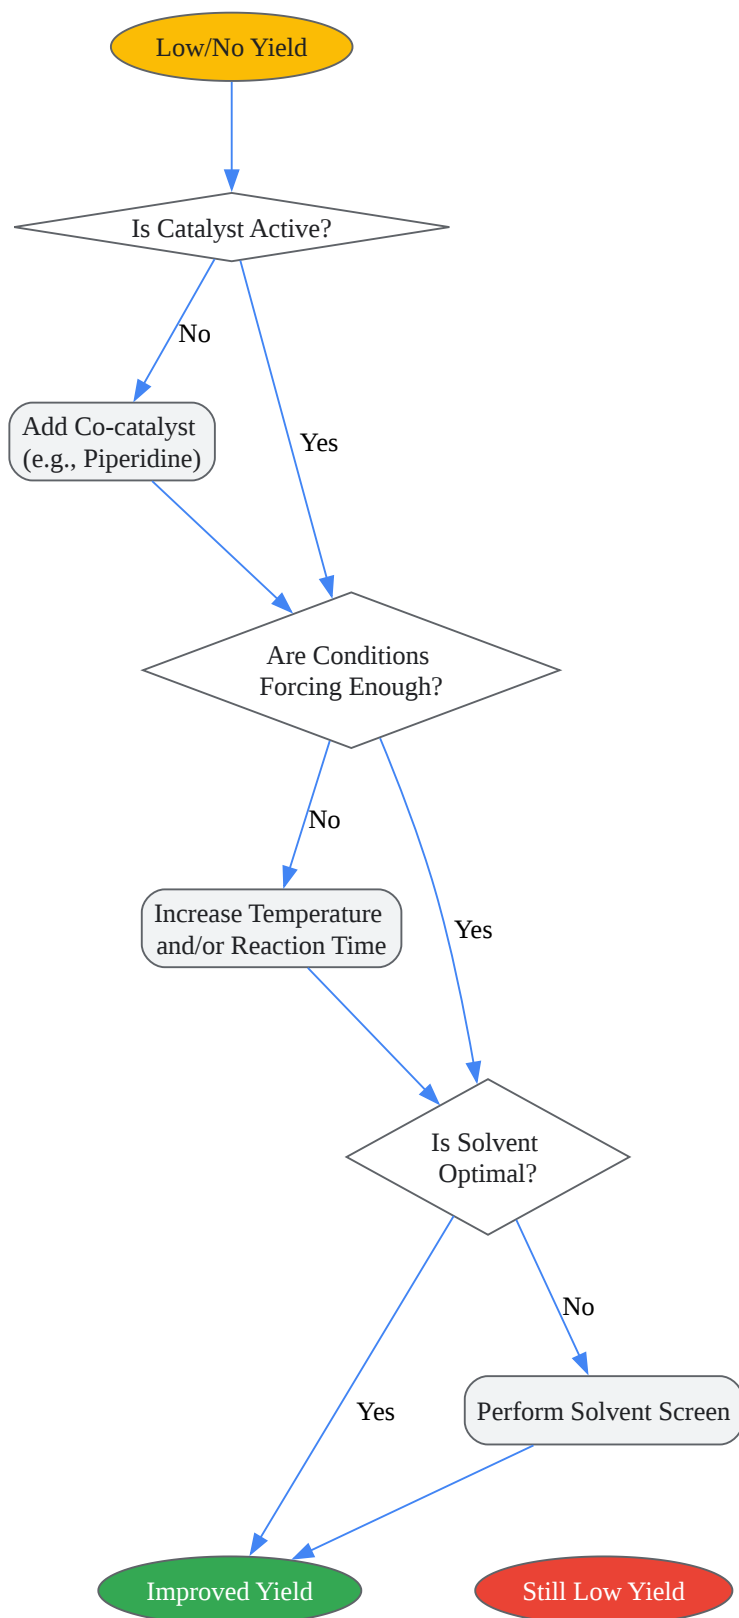 Low/No Yield
Is Catalyst Active?
No
Add Co-catalyst
(e.g., Piperidine)
Yes
Are Conditions
Forcing Enough?
No
Increase Temperature
and/or Reaction Time
Yes
Is Solvent
Optimal?
No
Yes
Perform Solvent Screen
Improved Yield
Still Low Yield